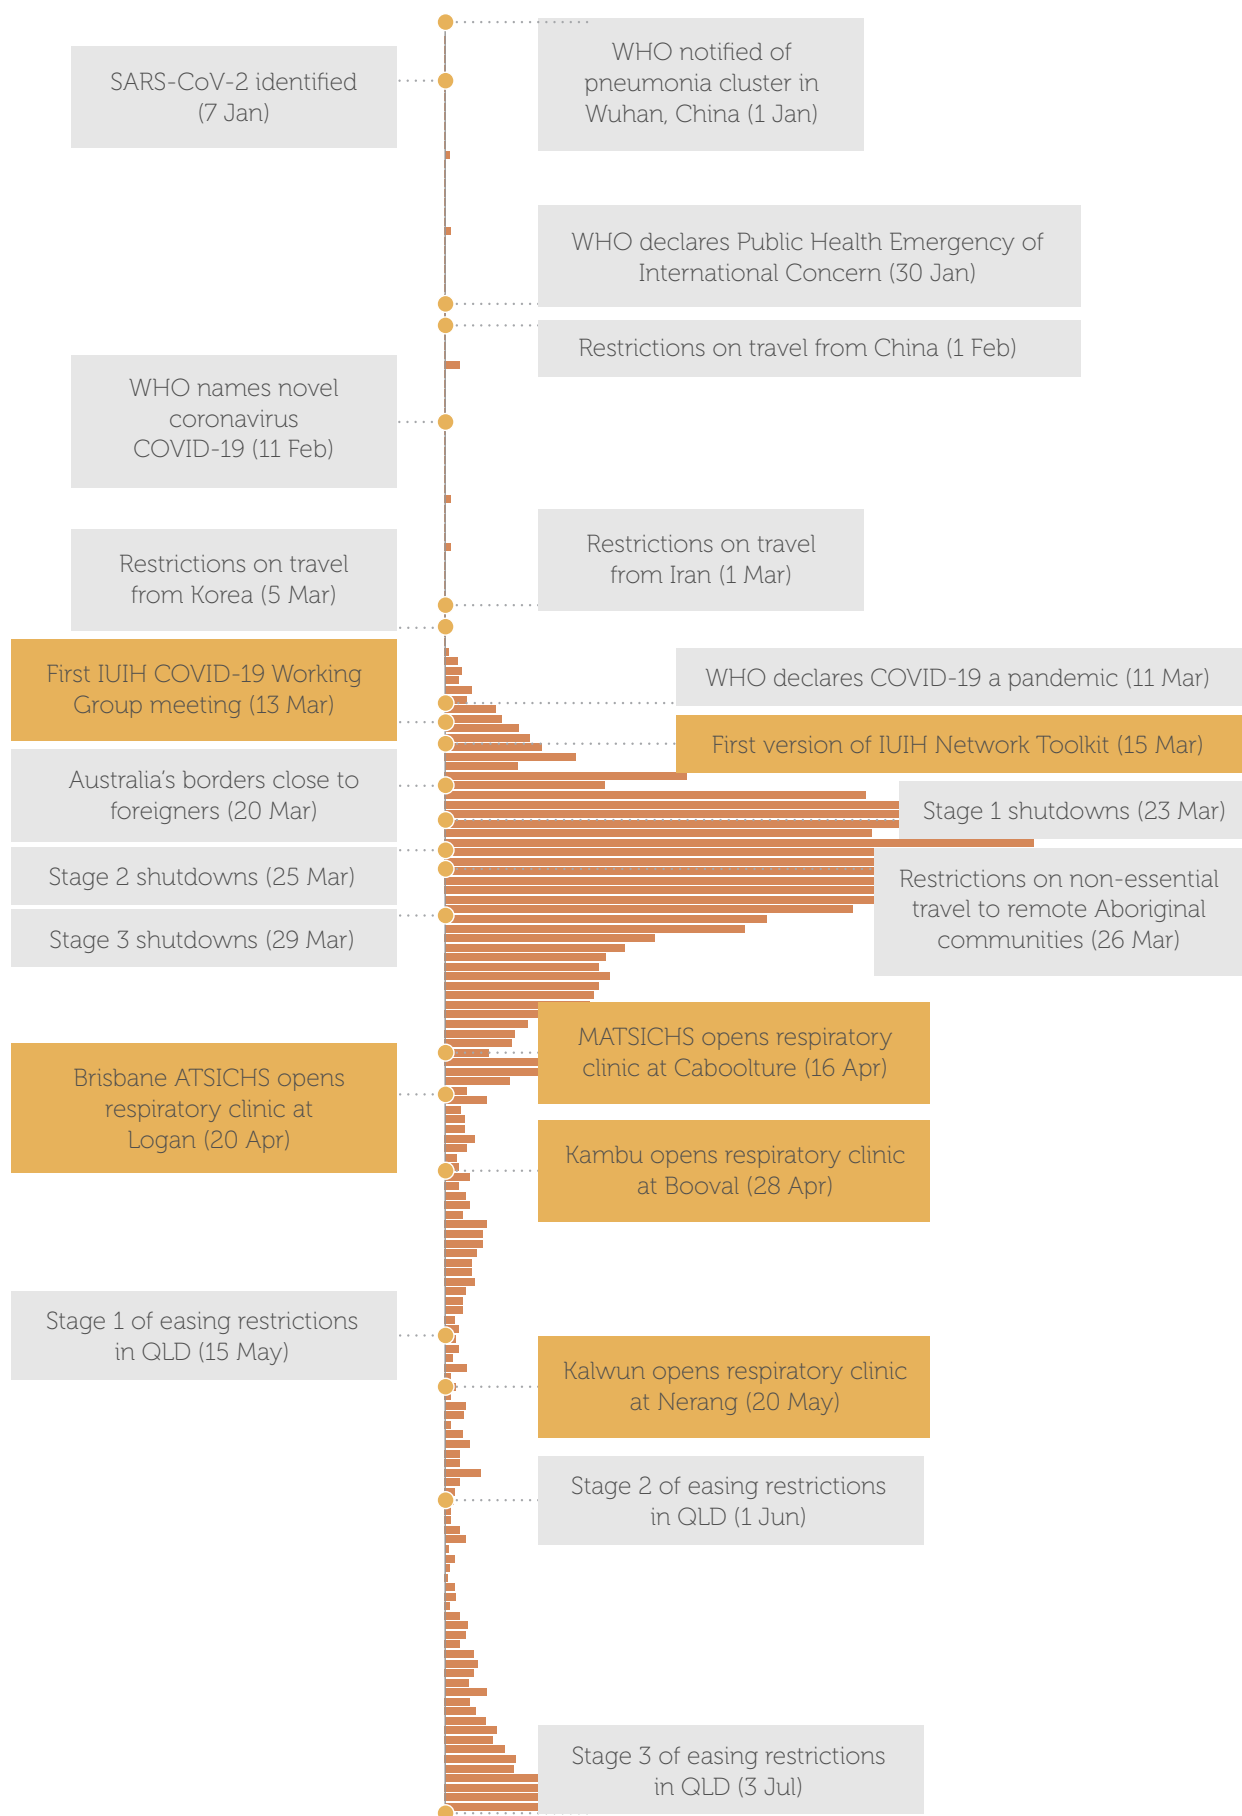 WHO notified of
pneumonia cluster in
Wuhan, China (1 Jan)
SARS-CoV-2 identified
(7 Jan)
WHO declares Public Health Emergency of
International Concern (30 Jan)
Restrictions on travel from China (1 Feb)
WHO names novel
coronavirus
COVID-19 (11 Feb)
Restrictions on travel
from Iran (1 Mar)
Restrictions on travel
from Korea (5 Mar)
WHO declares COVID-19 a pandemic (11 Mar)
First IUIH COVID-19 Working
Group meeting (13 Mar)
First version of IUIH Network Toolkit (15 Mar)
Australia's borders close to
foreigners (20 Mar)
Stage 1 shutdowns (23 Mar)
Stage 2 shutdowns (25 Mar)
Restrictions on non-essential
travel to remote Aboriginal
communities (26 Mar)
Stage 3 shutdowns (29 Mar)
MATSICHS opens respiratory
clinic at Caboolture (16 Apr)
Brisbane ATSICHS opens
respiratory clinic at
Logan (20 Apr)
Kambu opens respiratory clinic
at Booval (28 Apr)
Stage 1 of easing restrictions
in QLD (15 May)
Kalwun opens respiratory clinic
at Nerang (20 May)
Stage 2 of easing restrictions
in QLD (1 Jun)
Stage 3 of easing restrictions
in QLD (3 Jul)